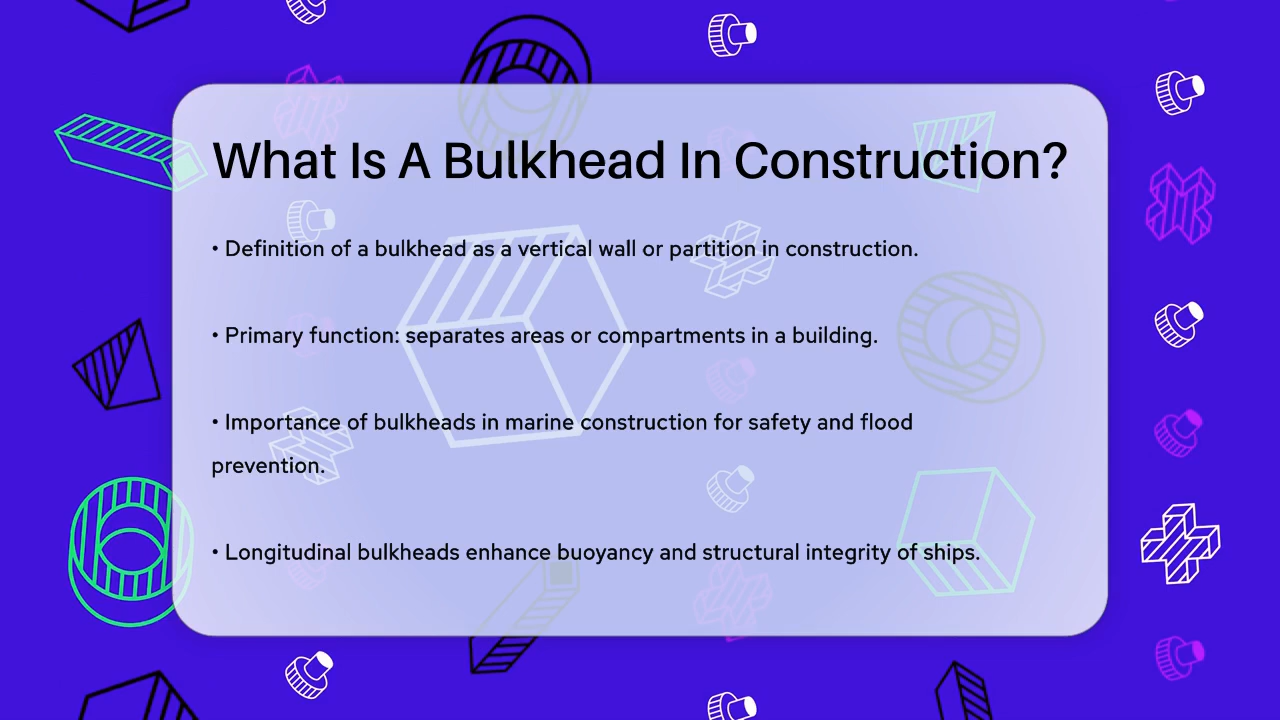 What Is A Bulkhead In Construction?
• Definition of a bulkhead as a vertical wall or partition in construction.
• Primary function: separates areas or compartments in a building.
• Importance of bulkheads in marine construction for safety and flood
prevention.
• Longitudinal bulkheads enhance buoyancy and structural integrity of ships.